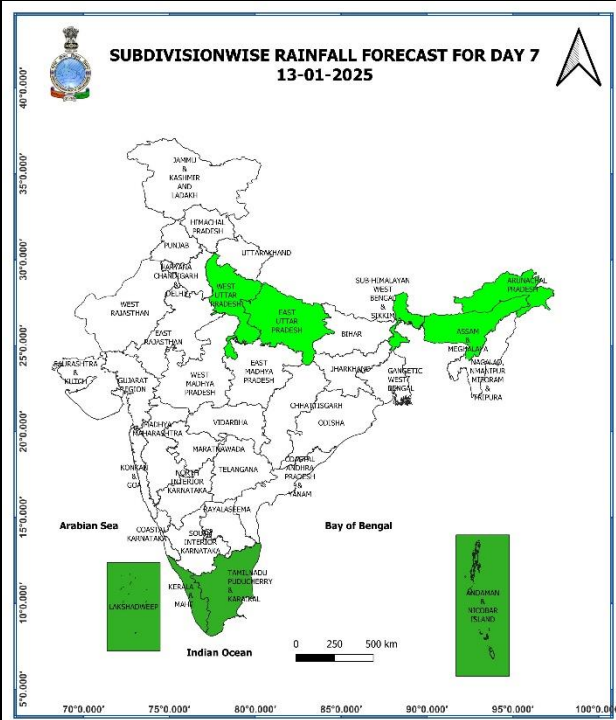 SUBDIVISIONWISE RAINFALL FORECAST FOR DAY 7
13-01-2025
40°0.000'
35°0.000'
30°0.000'
25°0.000'
20°0.000'
15°0.000'
10°0.000'
5°0.000'
JAMMU
&
KASHMIR
AND
LADAKH
HIMACHAL
PRADESH
PUNJAB
UTTARAKHAND
HARYANA
CHANDIGARH
&
DELHI
WEST
UTTAR
PRADESH
EAST
UTTAR
PRADESH
WEST
RAJASTHAN
EAST
RAJASTHAN
SUB-HIMALAYAN
WEST
BENGAL
&
SIKKIM
ARUNACHAL
PRADESH
ASSAM
&
MEGHALAYA
NAGALAD,
MANIPUR
MIZORAM
&
TRIPURA
BIHAR
JHARKHAND
GANGETIC
WEST
BENGAL
SAURASHTRA
&
KUTCH
GUJARAT
REGION
WEST
MADHYA
PRADESH
EAST
MADHYA
PRADESH
CHHATTISGARH
ODISHA
MADHYA
MAHARASHTRA
VIDARBHA
MARATHAWADA
TELANGANA
KONKAN
&
GOA
NORTH
INTERIOR
KARNATAKA
COASTAL
ANDHRA
PRADESH
&
YANAM
RAYALASEEMA
COASTAL
KARNATAKA
SOUTH
INTERIOR
KARNATAKA
Arabian Sea
Bay of Bengal
LAKSHADWEEP
KERALA
&
MAHE
TAMILNADU
PUDUCHERRY
&
KARAIKAL
ANDAMAN
&
NICOBAR
ISLAND
Indian Ocean
0 250 500 km
70°0.000' 75°0.000' 80°0.000' 85°0.000' 90°0.000' 95°0.000' 100°0.000'